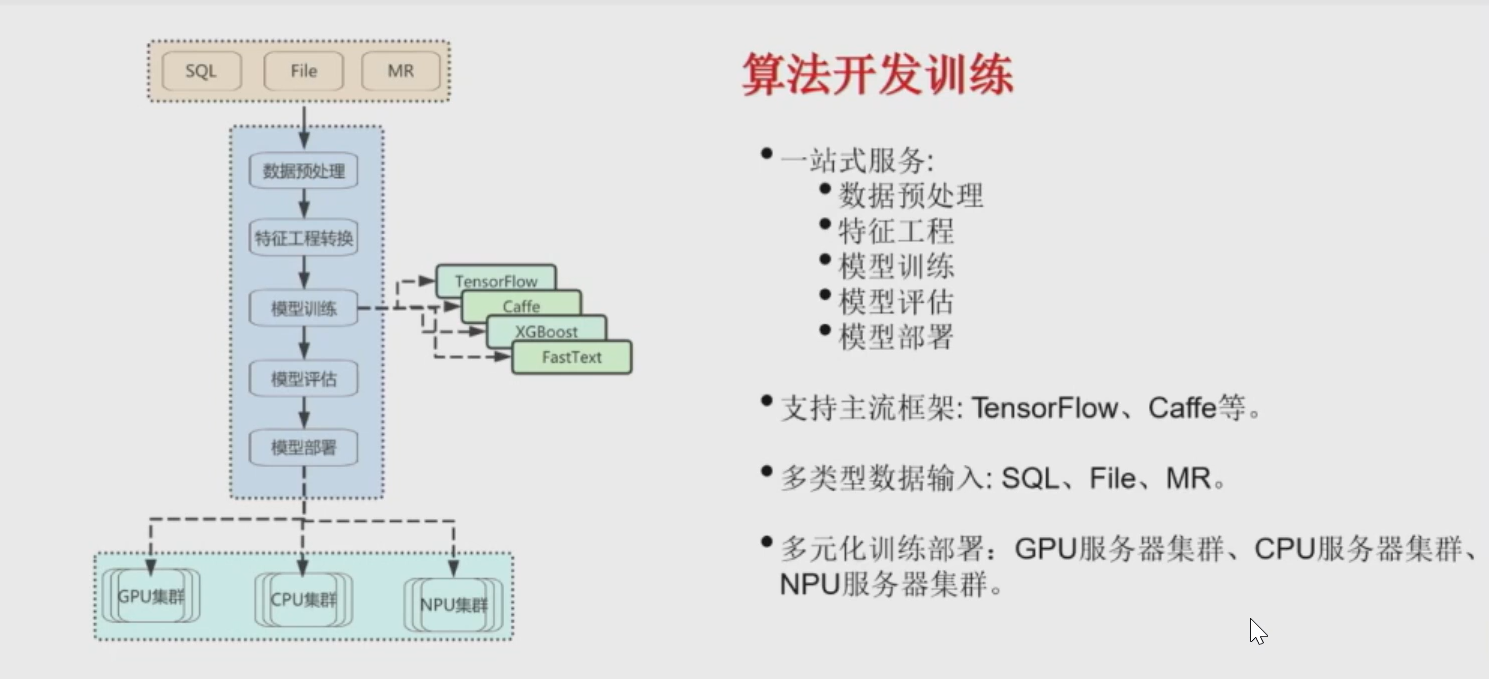 SQL
File
MR
数据预处理
特征工程转换
模型训练
模型评估
模型部署
TensorFlow
Caffe
XGBoost
FastText
GPU集群
CPU集群
NPU集群
算法开发训练
一站式服务:
数据预处理
特征工程
模型训练
模型评估
模型部署
支持主流框架: TensorFlow、Caffe等。
多类型数据输入: SQL、File、MR。
多元化训练部署：GPU服务器集群、CPU服务器集群、
NPU服务器集群。